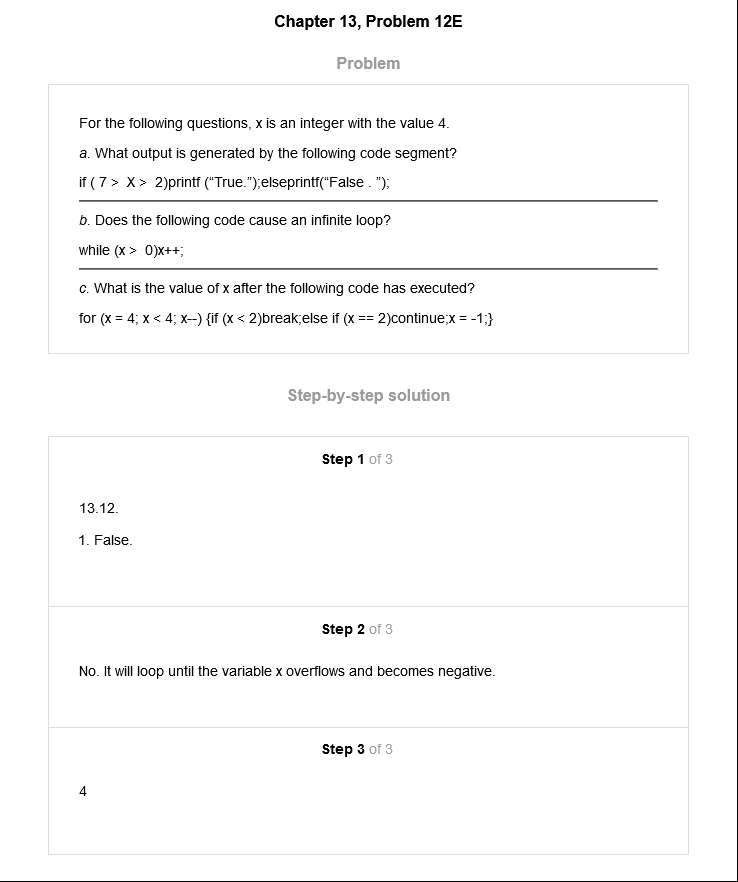 Chapter 13, Problem 12E
Problem
For the following questions, x is an integer with the value 4.
a. What output is generated by the following code segment?
if ( 7 > X > 2)printf (“True.”);elseprintf(“False . ”);
b. Does the following code cause an infinite loop?
while (x > 0)x++;
c. What is the value of x after the following code has executed?
for (x = 4; x < 4; x--) {if (x < 2)break;else if (x == 2)continue;x = -1;}
Step-by-step solution
Step 1 of 3
13.12.
1. False.
Step 2 of 3
No. It will loop until the variable x overflows and becomes negative.
Step 3 of 3
4